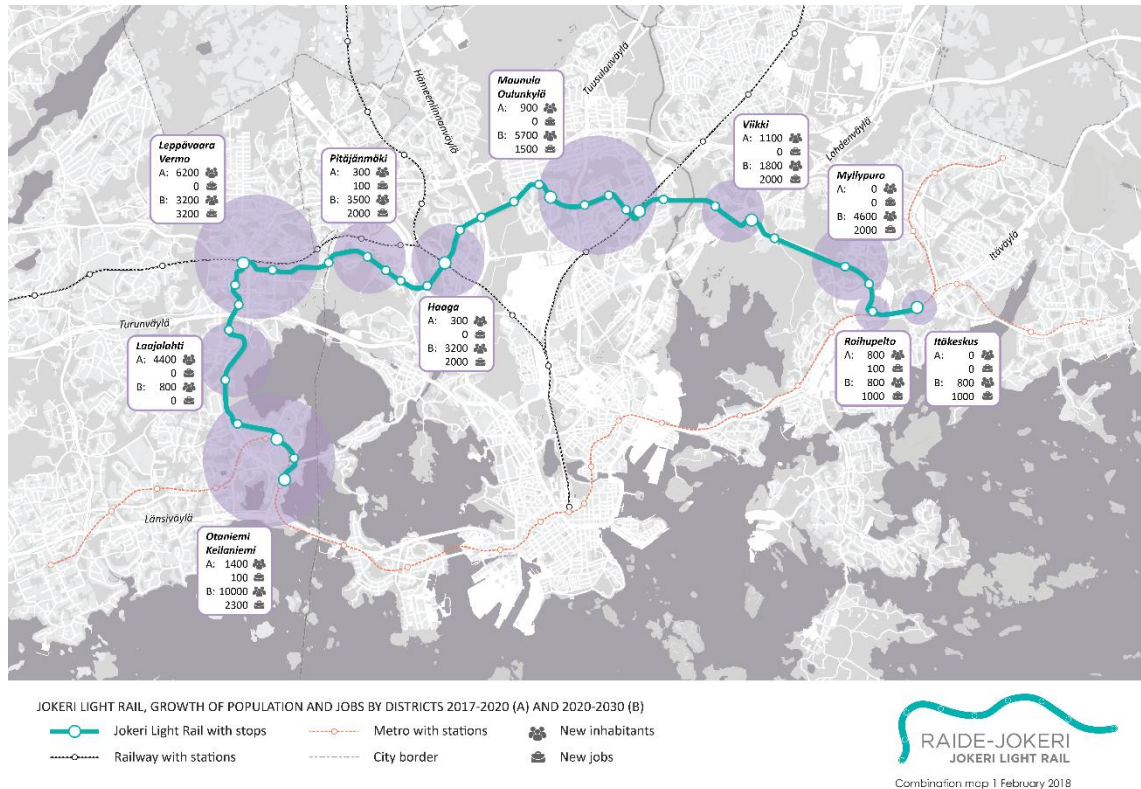 Maunula
Oulunkylä
A: 900
0
B: 5700
1500
Tuusulanväylä
Hämeenlinnanväylä
Viikki
A: 1100
0
B: 1800
2000
Lahdenväylä
Leppävaara
Vermo
A: 6200
0
B: 3200
3200
Pitäjänmäki
A: 300
100
B: 3500
2000
Myllypuro
A: 0
0
B: 4600
2000
Itäväylä
Turunväylä
Haaga
A: 300
0
B: 3200
2000
Laajalahti
A: 4400
0
B: 800
0
Roihupelto
A: 800
100
B: 800
1000
Itäkeskus
A: 0
0
B: 800
1000
Länsiväylä
Otaniemi
Keilaniemi
A: 1400
100
B: 10000
2300
JOKERI LIGHT RAIL, GROWTH OF POPULATION AND JOBS BY DISTRICTS 2017-2020 (A) AND 2020-2030 (B)
Jokeri Light Rail with stops
Metro with stations
New inhabitants
Railway with stations
City border
New jobs
RAIDE-JOKERI
JOKERI LIGHT RAIL
Combination map 1 February 2018